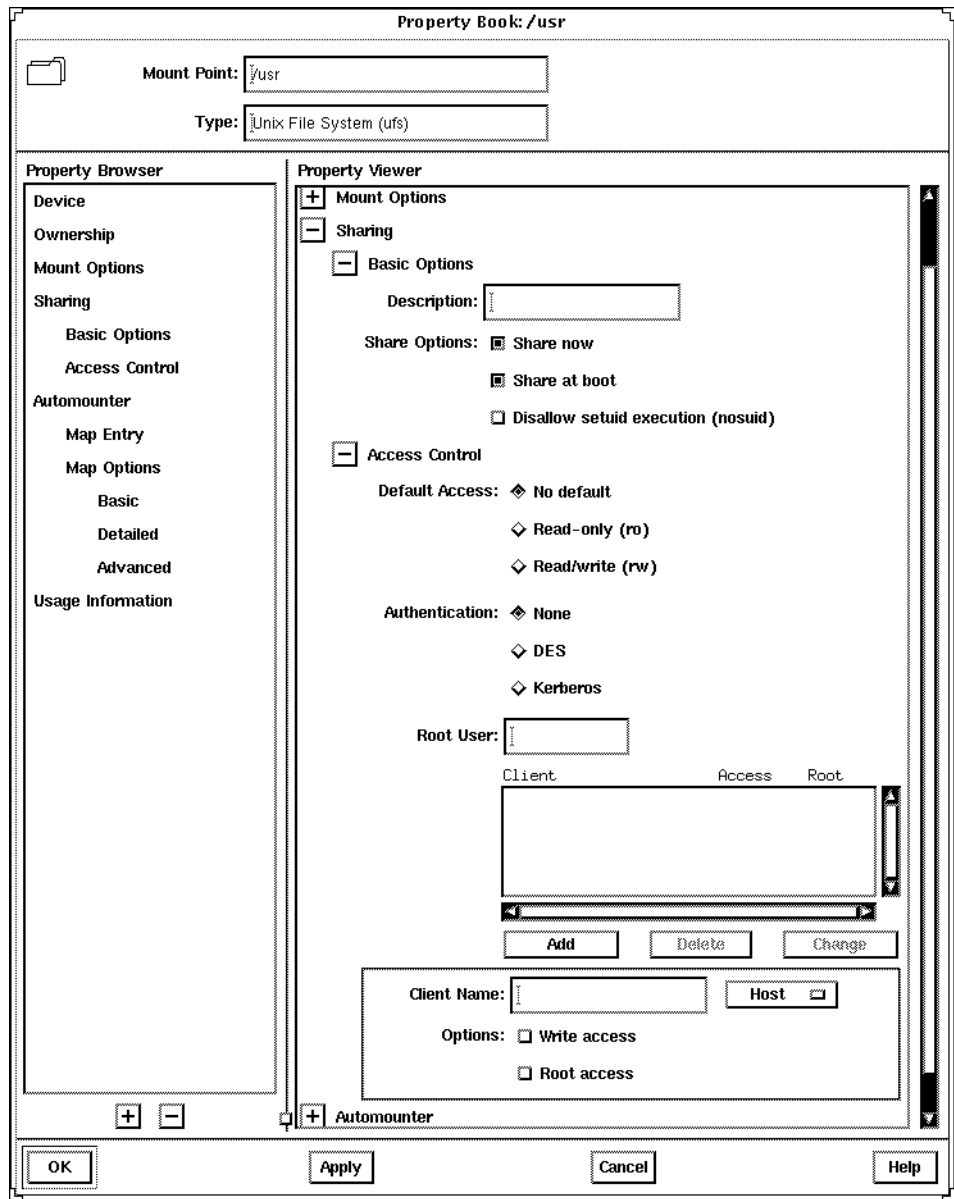 Property Book: /usr
Mount Point: /usr
Type: Unix File System (ufs)
Property Browser
Device
Ownership
Mount Options
Sharing
Basic Options
Access Control
Automounter
Map Entry
Map Options
Basic
Detailed
Advanced
Usage Information
Property Viewer
Mount Options
Sharing
Basic Options
Description:
Share Options: Share now
Share at boot
Disallow setuid execution (nosuid)
Access Control
Default Access: No default
Read-only (ro)
Read/write (rw)
Authentication: None
DES
Kerberos
Root User:
Client Access Root
Add Delete Change
Client Name: Host
Options: Write access
Root access
Automounter
OK Apply Cancel Help